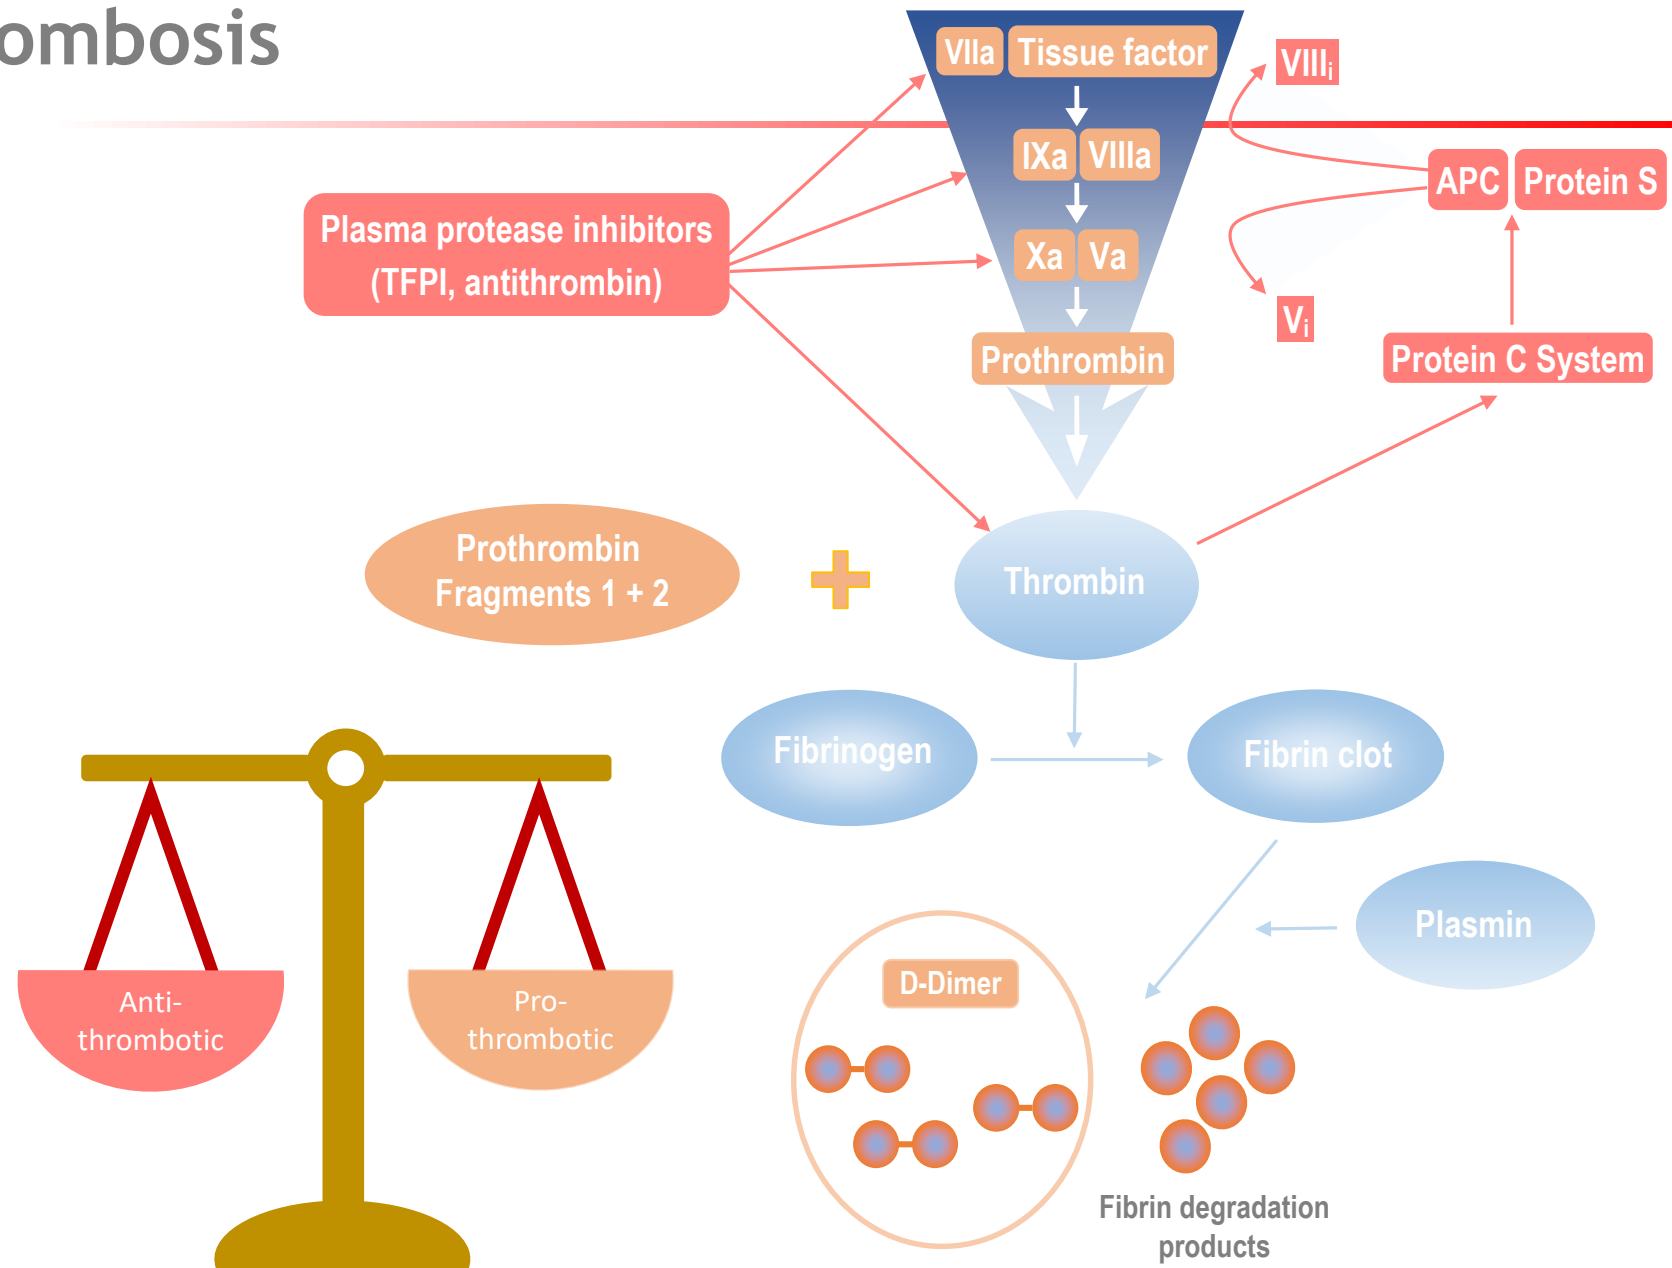 ombosis
VIIa Tissue factor
VIIIi
IXa VIIIa
APC Protein S
Plasma protease inhibitors
(TFPI, antithrombin)
Xa Va
Vi
Prothrombin
Protein C System
Prothrombin
Fragments 1 + 2
Thrombin
Fibrinogen
Fibrin clot
Plasmin
D-Dimer
Anti-
thrombotic
Pro-
thrombotic
Fibrin degradation
products